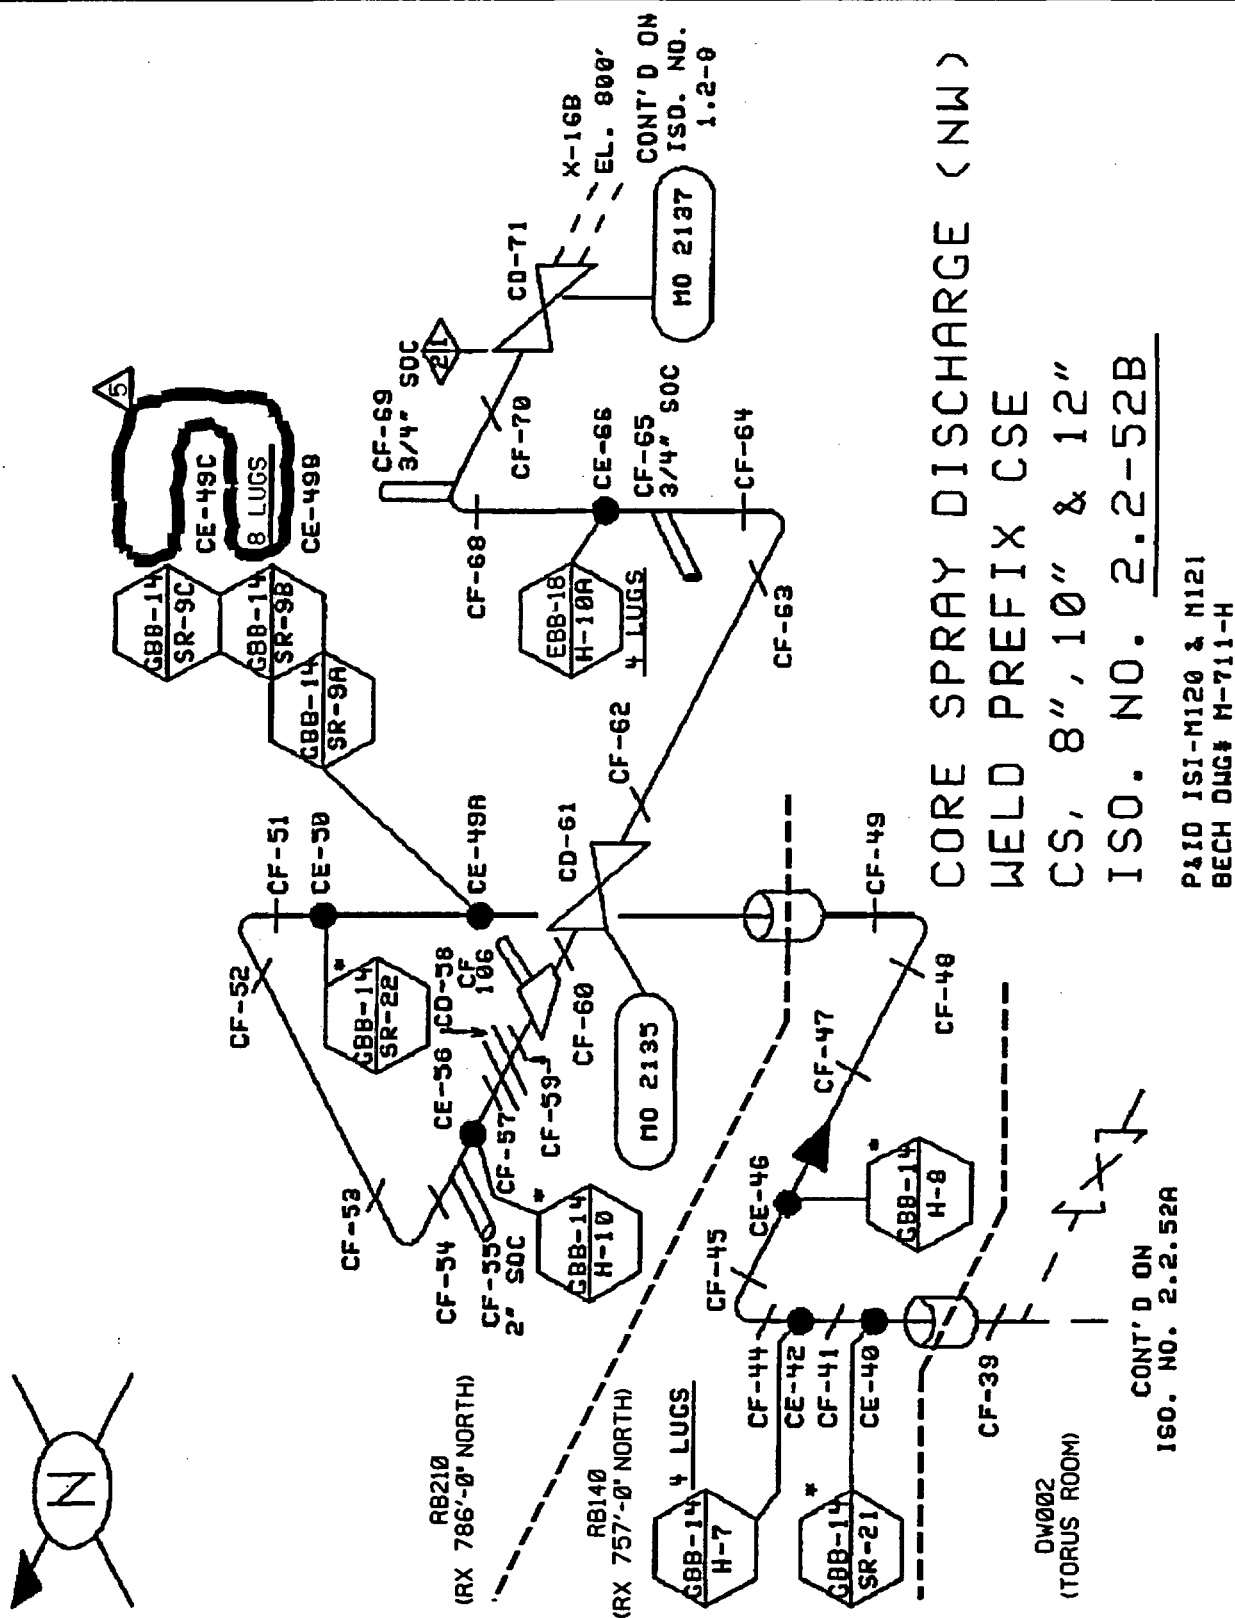 N
5
CE-49C
8 LUGS
CE-49B
GBB-14
SR-9C
GBB-14
SR-9B
GBB-14
SR-9A
CF-51
CE-50
CE-49A
CF-52
GBB-14
SR-22
*
CF-53
CF-54
CF-55
2" SOC
CE-56
CD-58
CF
106
CF-57
CF-59
CF-60
GBB-14
H-10
*
CD-61
MO 2135
CF-62
CF-63
CF-64
CF-65
3/4" SOC
CE-66
EBB-18
H-10A
4 LUGS
CF-68
CF-69
3/4" SOC
CF-70
21
CD-71
MO 2137
X-16B
EL. 800'
CONT'D ON
ISO. NO.
1.2-8
RB210
(RX 786'-0" NORTH)
RB140
(RX 757'-0" NORTH)
CF-49
CF-48
CF-47
CE-46
CF-45
GBB-14
H-8
*
CF-44
CE-42
CF-41
CE-40
4 LUGS
GBB-14
H-7
GBB-14
SR-21
*
CF-39
DW002
(TORUS ROOM)
CONT'D ON
ISO. NO. 2.2.52A
CORE SPRAY DISCHARGE (NW)
WELD PREFIX CSE
CS, 8", 10" & 12"
ISO. NO. 2.2-52B
P&ID ISI-M120 & M121
BECH DWG# M-711-H